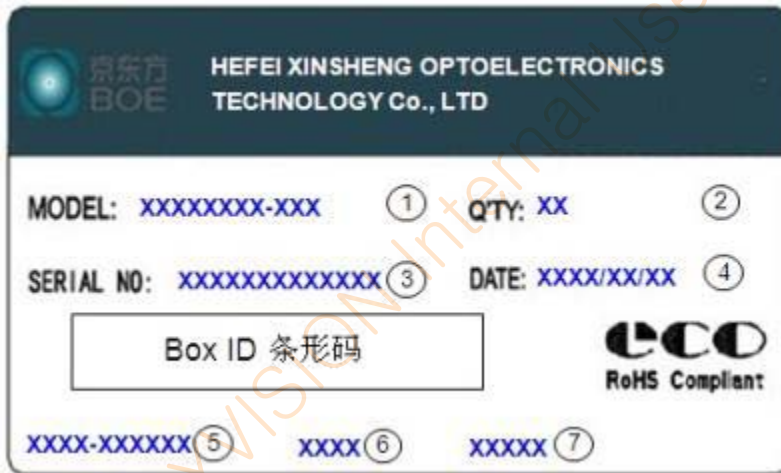 京东方
BOE
HEFEI XINSHENG OPTOELECTRONICS
TECHNOLOGY Co., LTD
MODEL: XXXXXXXX-XXX ① Q'TY: XX ②
SERIAL NO: XXXXXXXXXXXXX ③ DATE: XXXX/XX/XX ④
Box ID 条形码
eco
RoHS Compliant
XXXX-XXXXXX ⑤ XXXX ⑥ XXXXX ⑦